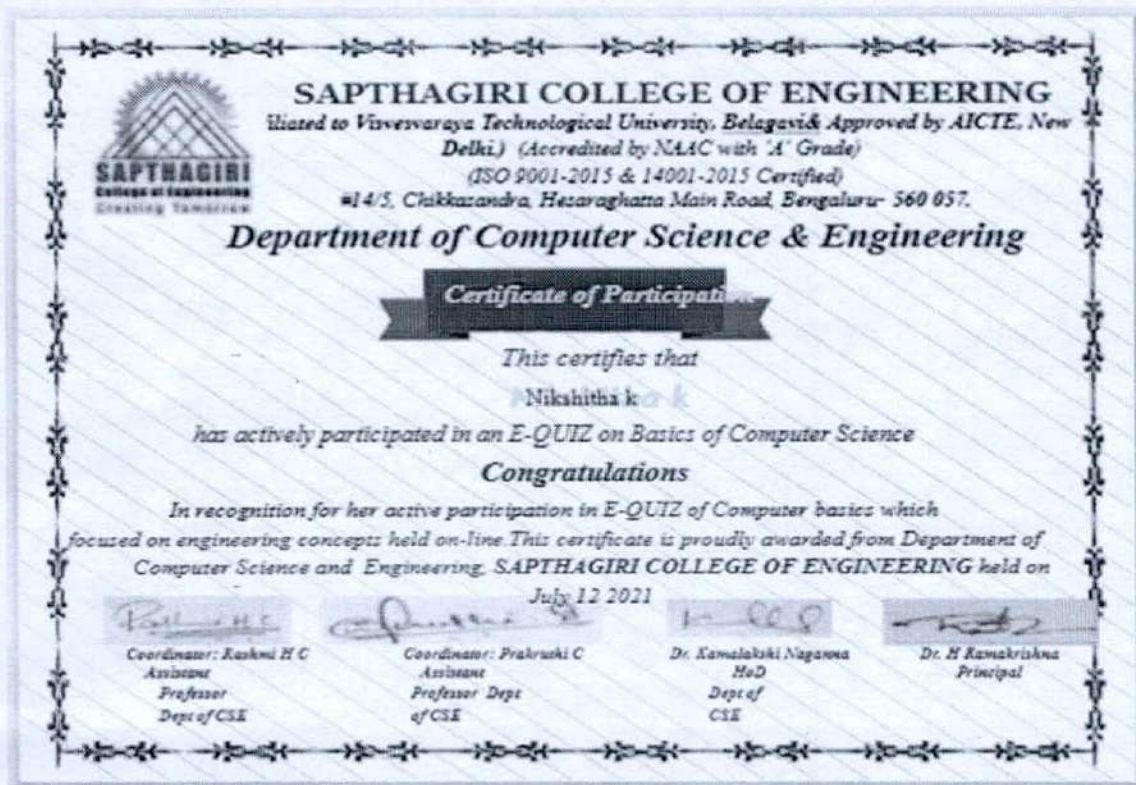 SAPTHAGIRI COLLEGE OF ENGINEERING
iliated to Visvesvaraya Technological University, Belagavi& Approved by AICTE, New
Delhi.) (Accredited by NAAC with 'A' Grade)
(ISO 9001-2015 & 14001-2015 Certified)
#14/5, Chikkasandra, Hesaraghatta Main Road, Bengaluru- 560 057.
SAPTHAGIRI
College of Engineering
Creating Tomorrow
Department of Computer Science & Engineering
Certificate of Participation
This certifies that
Nikshitha k
has actively participated in an E-QUIZ on Basics of Computer Science
Congratulations
In recognition for her active participation in E-QUIZ of Computer basics which
focused on engineering concepts held on-line.This certificate is proudly awarded from Department of
Computer Science and Engineering, SAPTHAGIRI COLLEGE OF ENGINEERING held on
July 12 2021
Rashmi H C
Coordinator: Rashmi H C
Assistant
Professor
Dept of CSE
Coordinator: Prakruthi C
Assistant
Professor Dept
of CSE
Dr. Kamalakshi Naganna
HoD
Dept of
CSE
Dr. H Ramakrishna
Principal